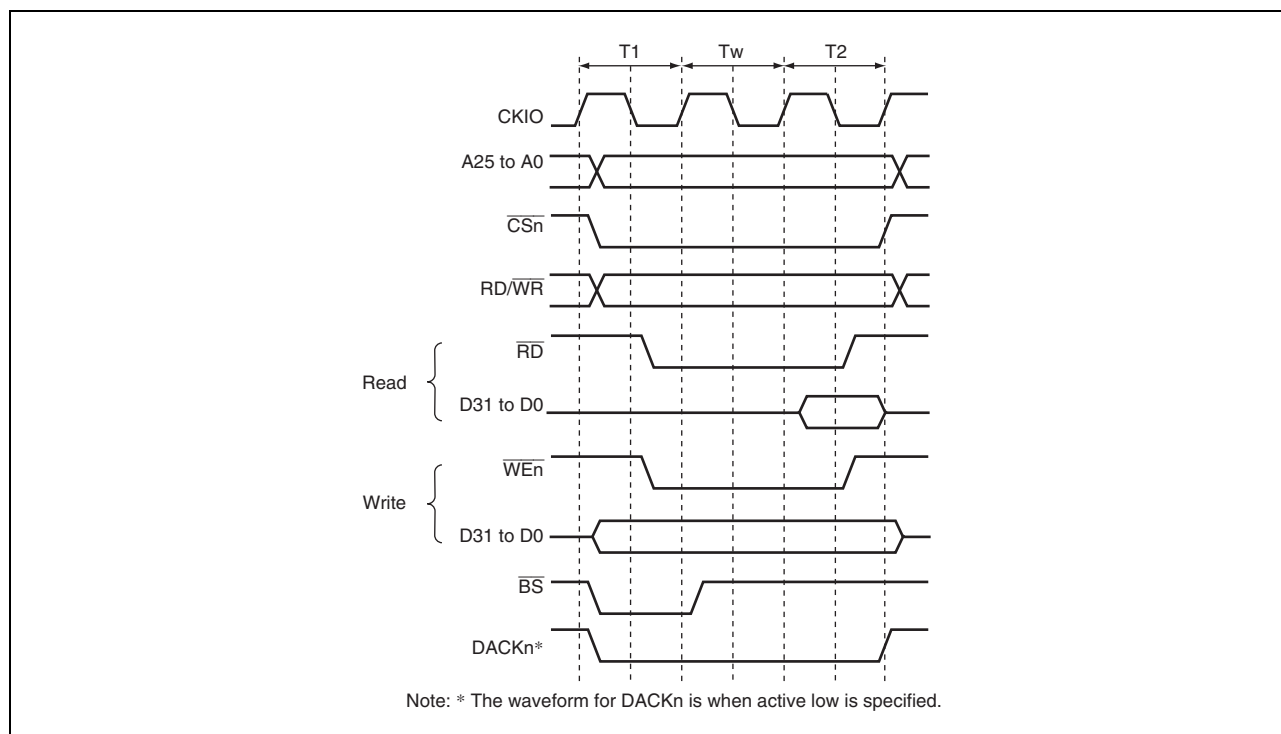 T1 Tw T2
CKIO
A25 to A0
CSn
RD/WR
RD
Read
D31 to D0
WEn
Write
D31 to D0
BS
DACKn*
Note: * The waveform for DACKn is when active low is specified.